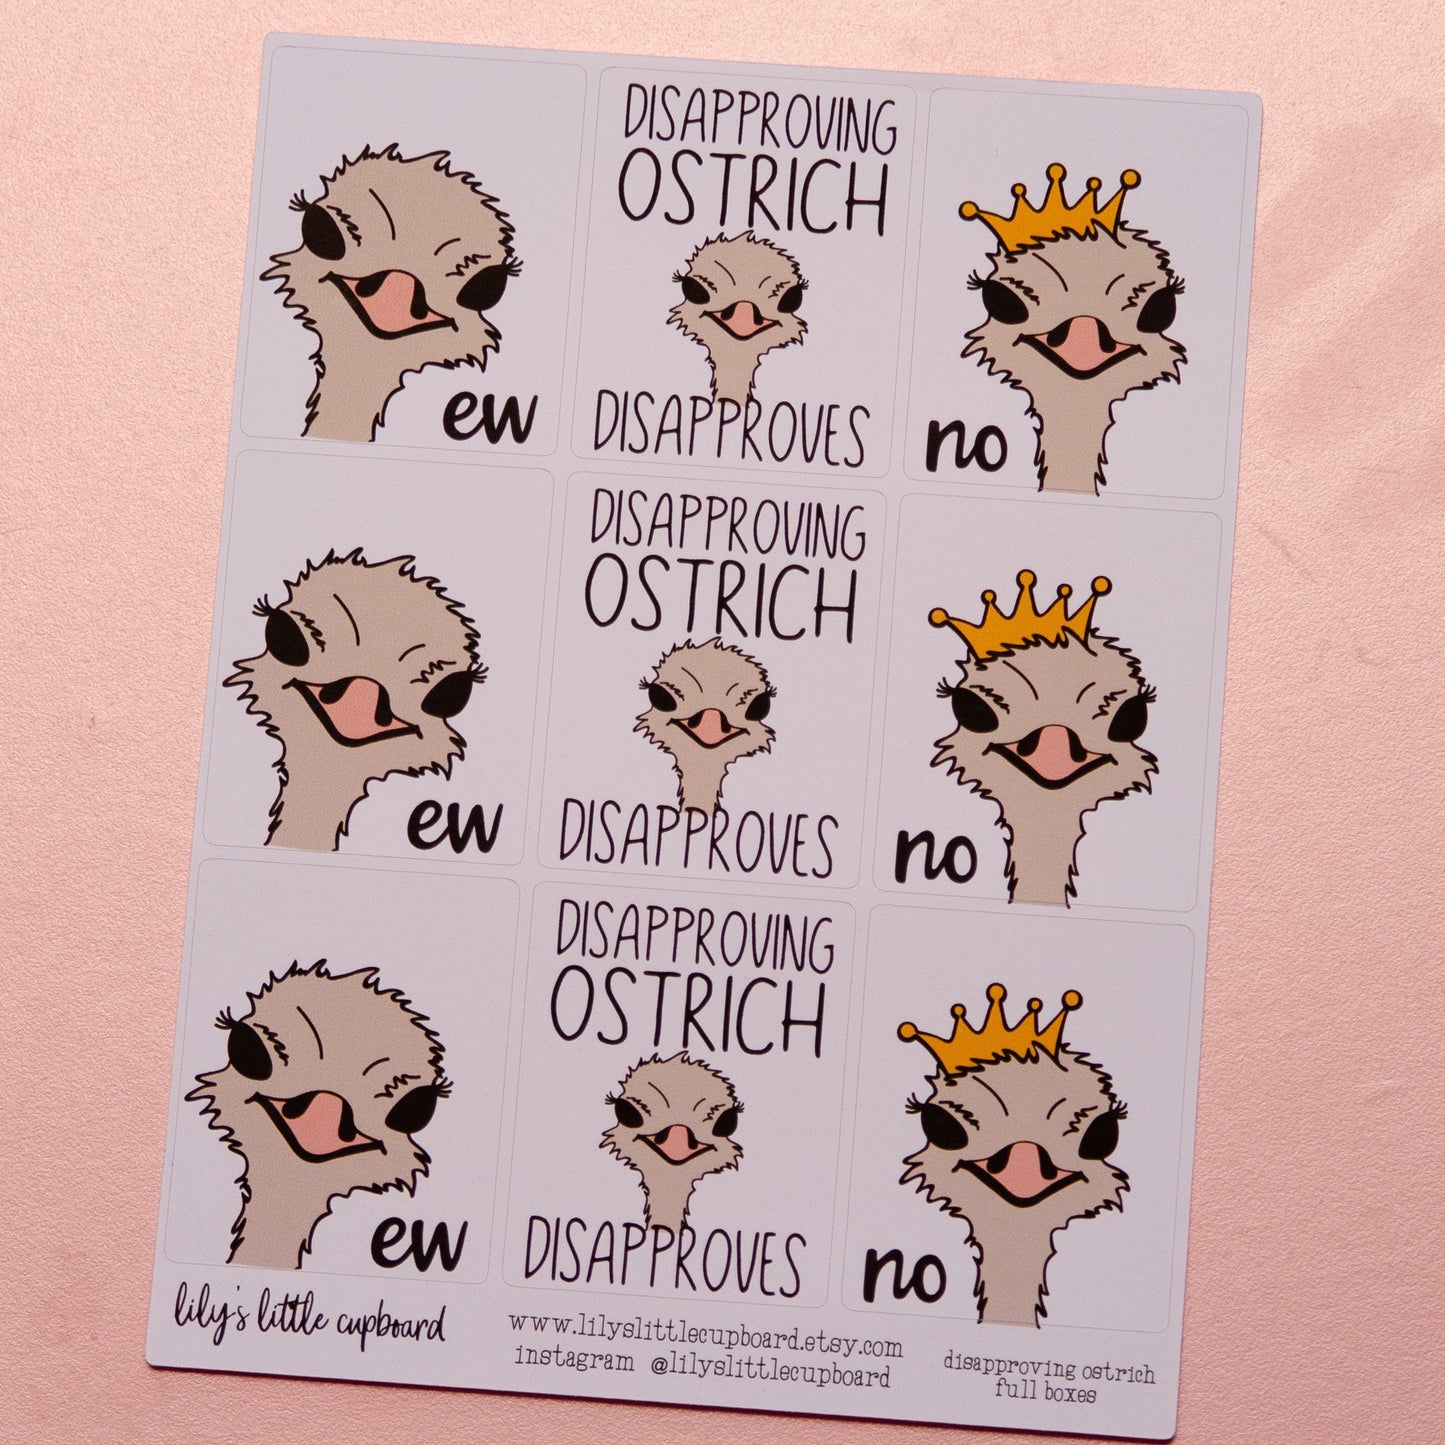 DISAPPROVING
OSTRICH
DISAPPROVES
ew
no
DISAPPROVING
OSTRICH
DISAPPROVES
ew
no
DISAPPROVING
OSTRICH
DISAPPROVES
ew
no
lily's little cupboard
www.lilyslittlecupboard.etsy.com
instagram @lilyslittlecupboard
disapproving ostrich
full boxes